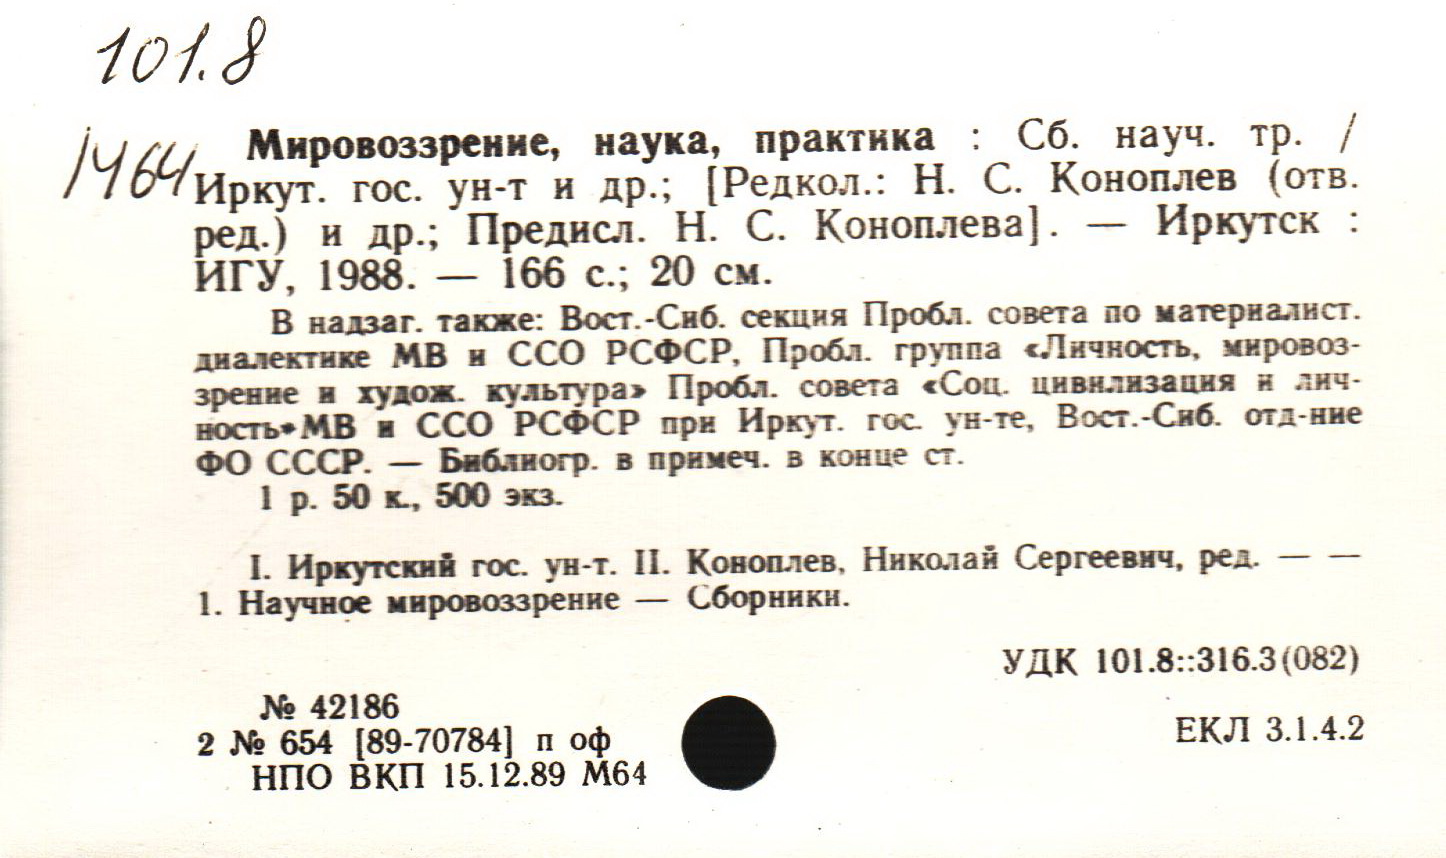 101.8
М64
Мировоззрение, наука, практика : Сб. науч. тр. /
Иркут. гос. ун-т и др.; [Редкол.: Н. С. Коноплев (отв.
ред.) и др.; Предисл. Н. С. Коноплева]. — Иркутск :
ИГУ, 1988. — 166 с.; 20 см.
В надзаг. также: Вост.-Сиб. секция Пробл. совета по материалист.
диалектике МВ и ССО РСФСР, Пробл. группа «Личность, мировоз-
зрение и худож. культура» Пробл. совета «Соц. цивилизация и лич-
ность» МВ и ССО РСФСР при Иркут. гос. ун-те, Вост.-Сиб. отд-ние
ФО СССР. — Библиогр. в примеч. в конце ст.
1 р. 50 к., 500 экз.
I. Иркутский гос. ун-т. II. Коноплев, Николай Сергеевич, ред. — —
1. Научное мировоззрение — Сборники.
УДК 101.8::316.3(082)
№ 42186
2 № 654 [89-70784] п оф
ЕКЛ 3.1.4.2
НПО ВКП 15.12.89 М64